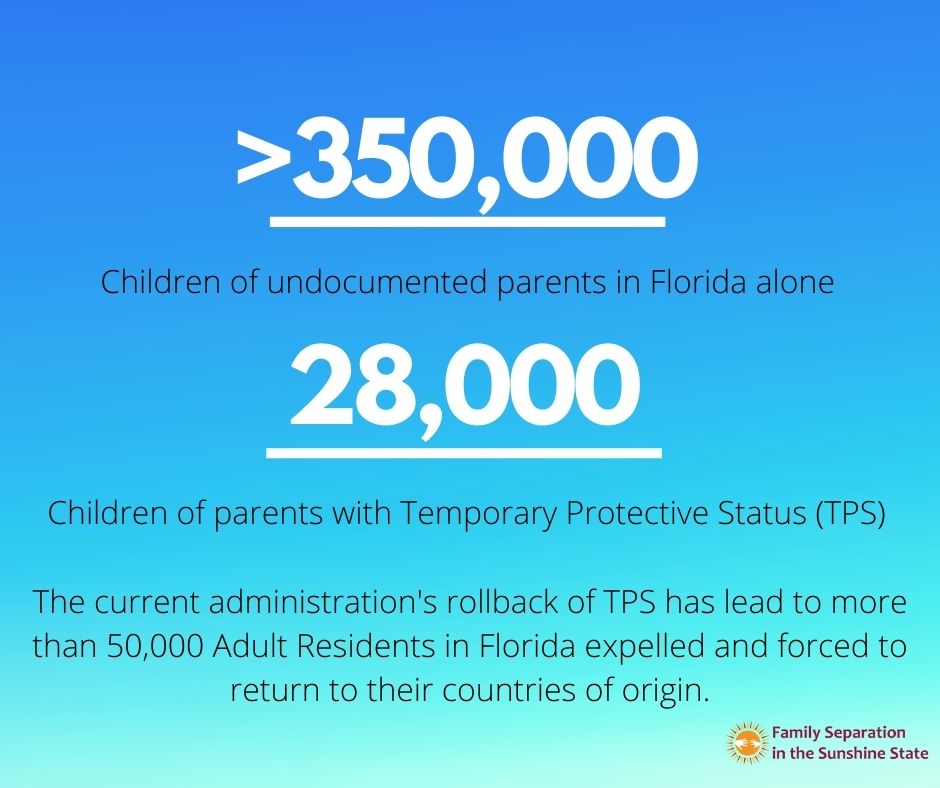 >350,000
Children of undocumented parents in Florida alone
28,000
Children of parents with Temporary Protective Status (TPS)
The current administration's rollback of TPS has lead to more
than 50,000 Adult Residents in Florida expelled and forced to
return to their countries of origin.
Family Separation
in the Sunshine State